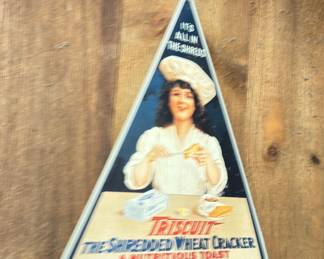 IT'S
ALL IN
THE SHREDS
TRISCUIT
THE SHREDDED WHEAT CRACKER
A NUTRITIOUS TOAST